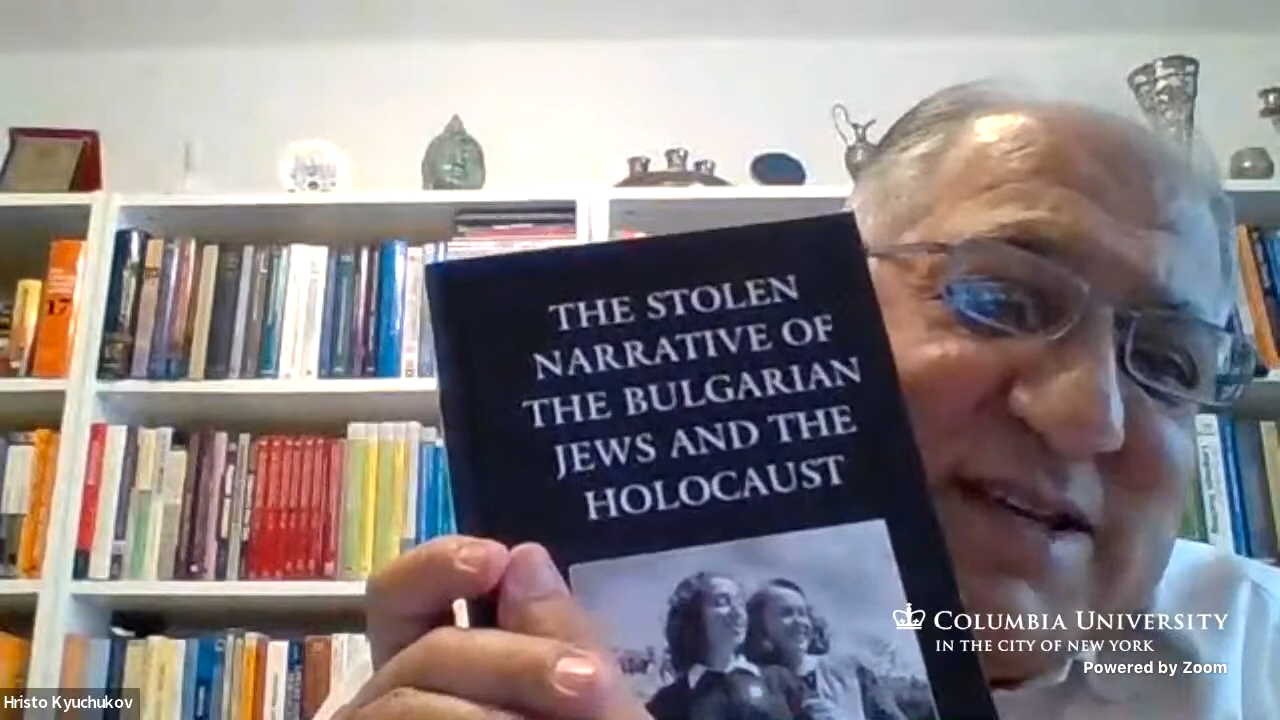 17
THE STOLEN
NARRATIVE OF
THE BULGARIAN
JEWS AND THE
HOLOCAUST
COLUMBIA UNIVERSITY
IN THE CITY OF NEW YORK
Powered by Zoom
Hristo Kyuchukov